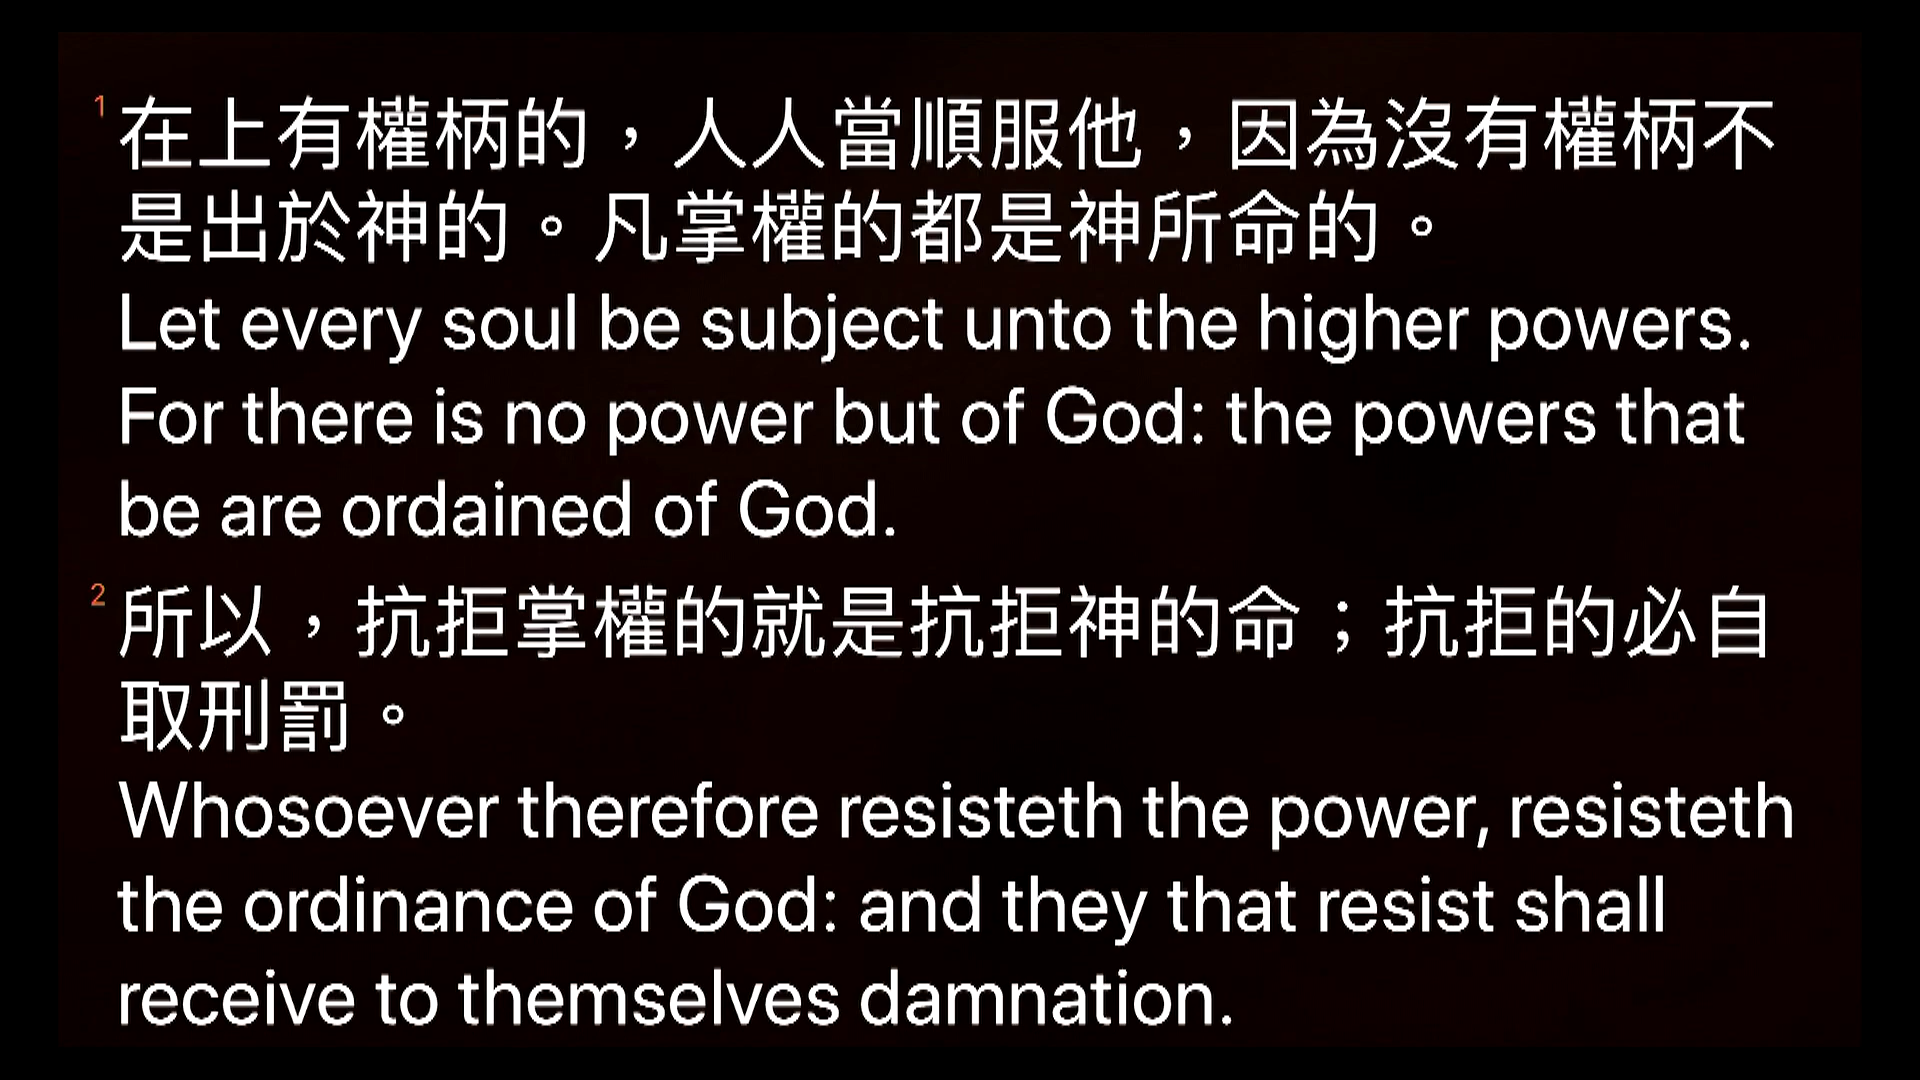 1 在上有權柄的，人人當順服他，因為沒有權柄不
是出於神的。凡掌權的都是神所命的。
Let every soul be subject unto the higher powers.
For there is no power but of God: the powers that
be are ordained of God.
2 所以，抗拒掌權的就是抗拒神的命；抗拒的必自
取刑罰。
Whosoever therefore resisteth the power, resisteth
the ordinance of God: and they that resist shall
receive to themselves damnation.